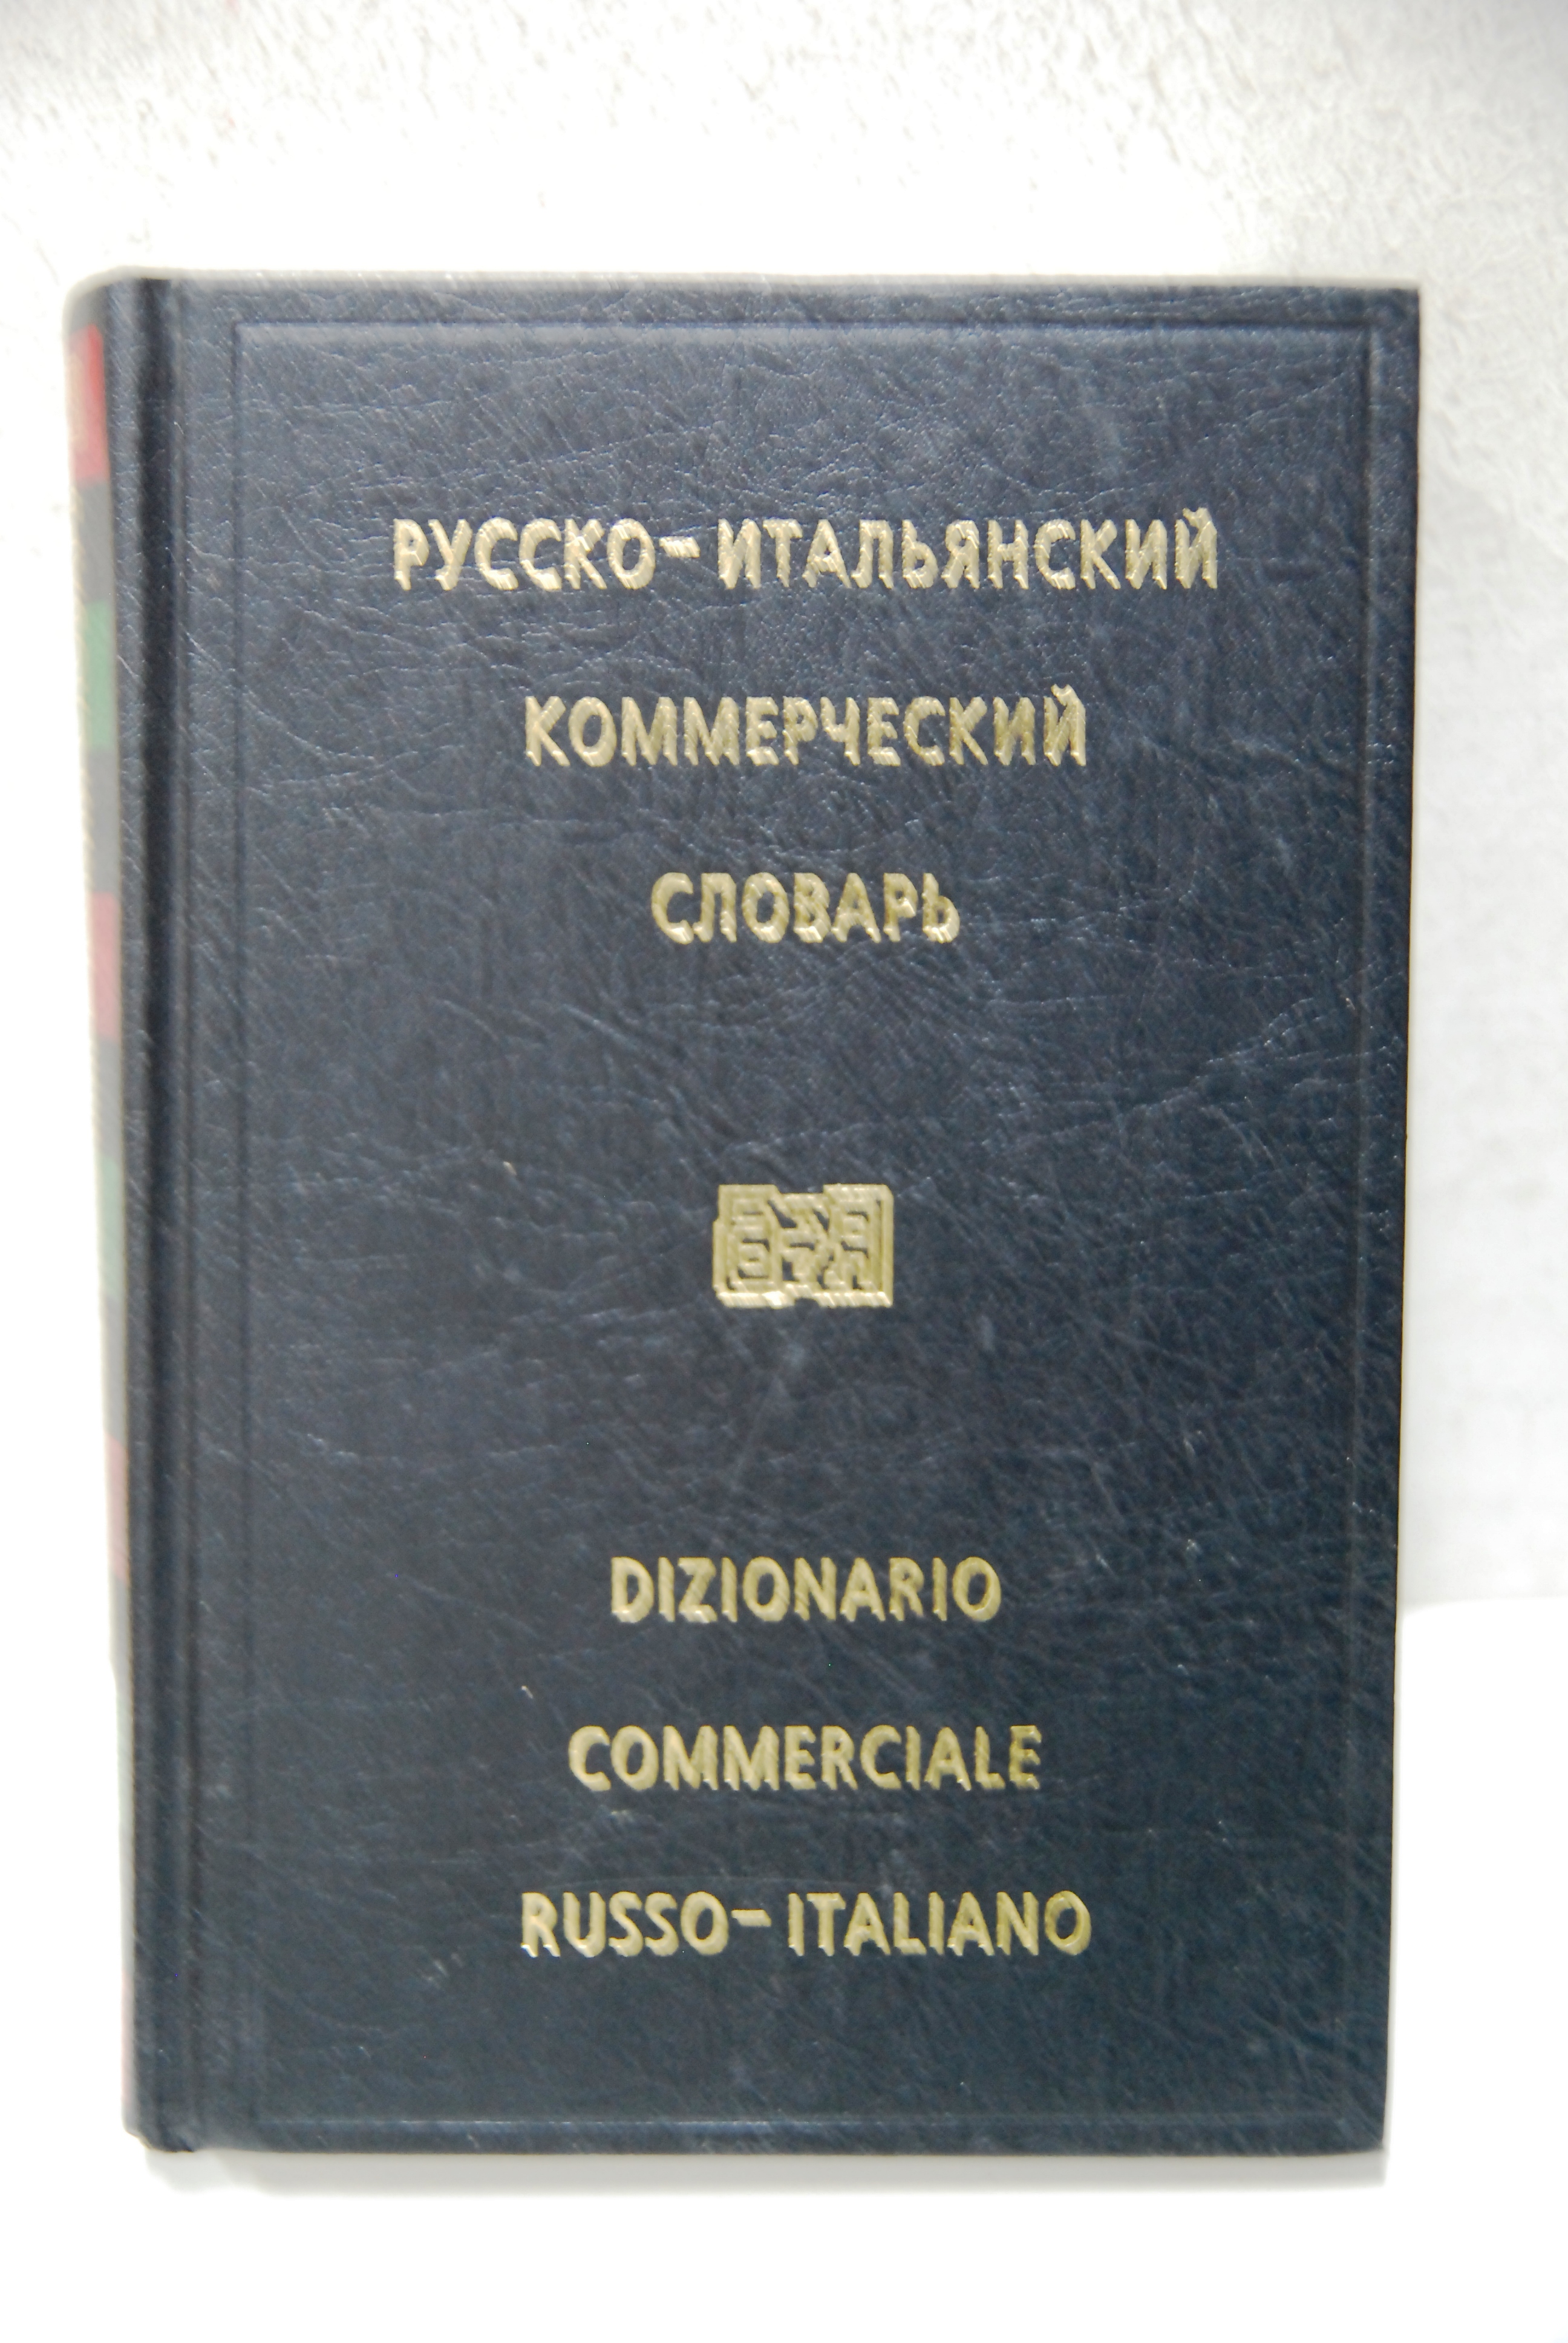 РУССКО-ИТАЛЬЯНСКИЙ
КОММЕРЧЕСКИЙ
СЛОВАРЬ
DIZIONARIO
COMMERCIALE
RUSSO-ITALIANO